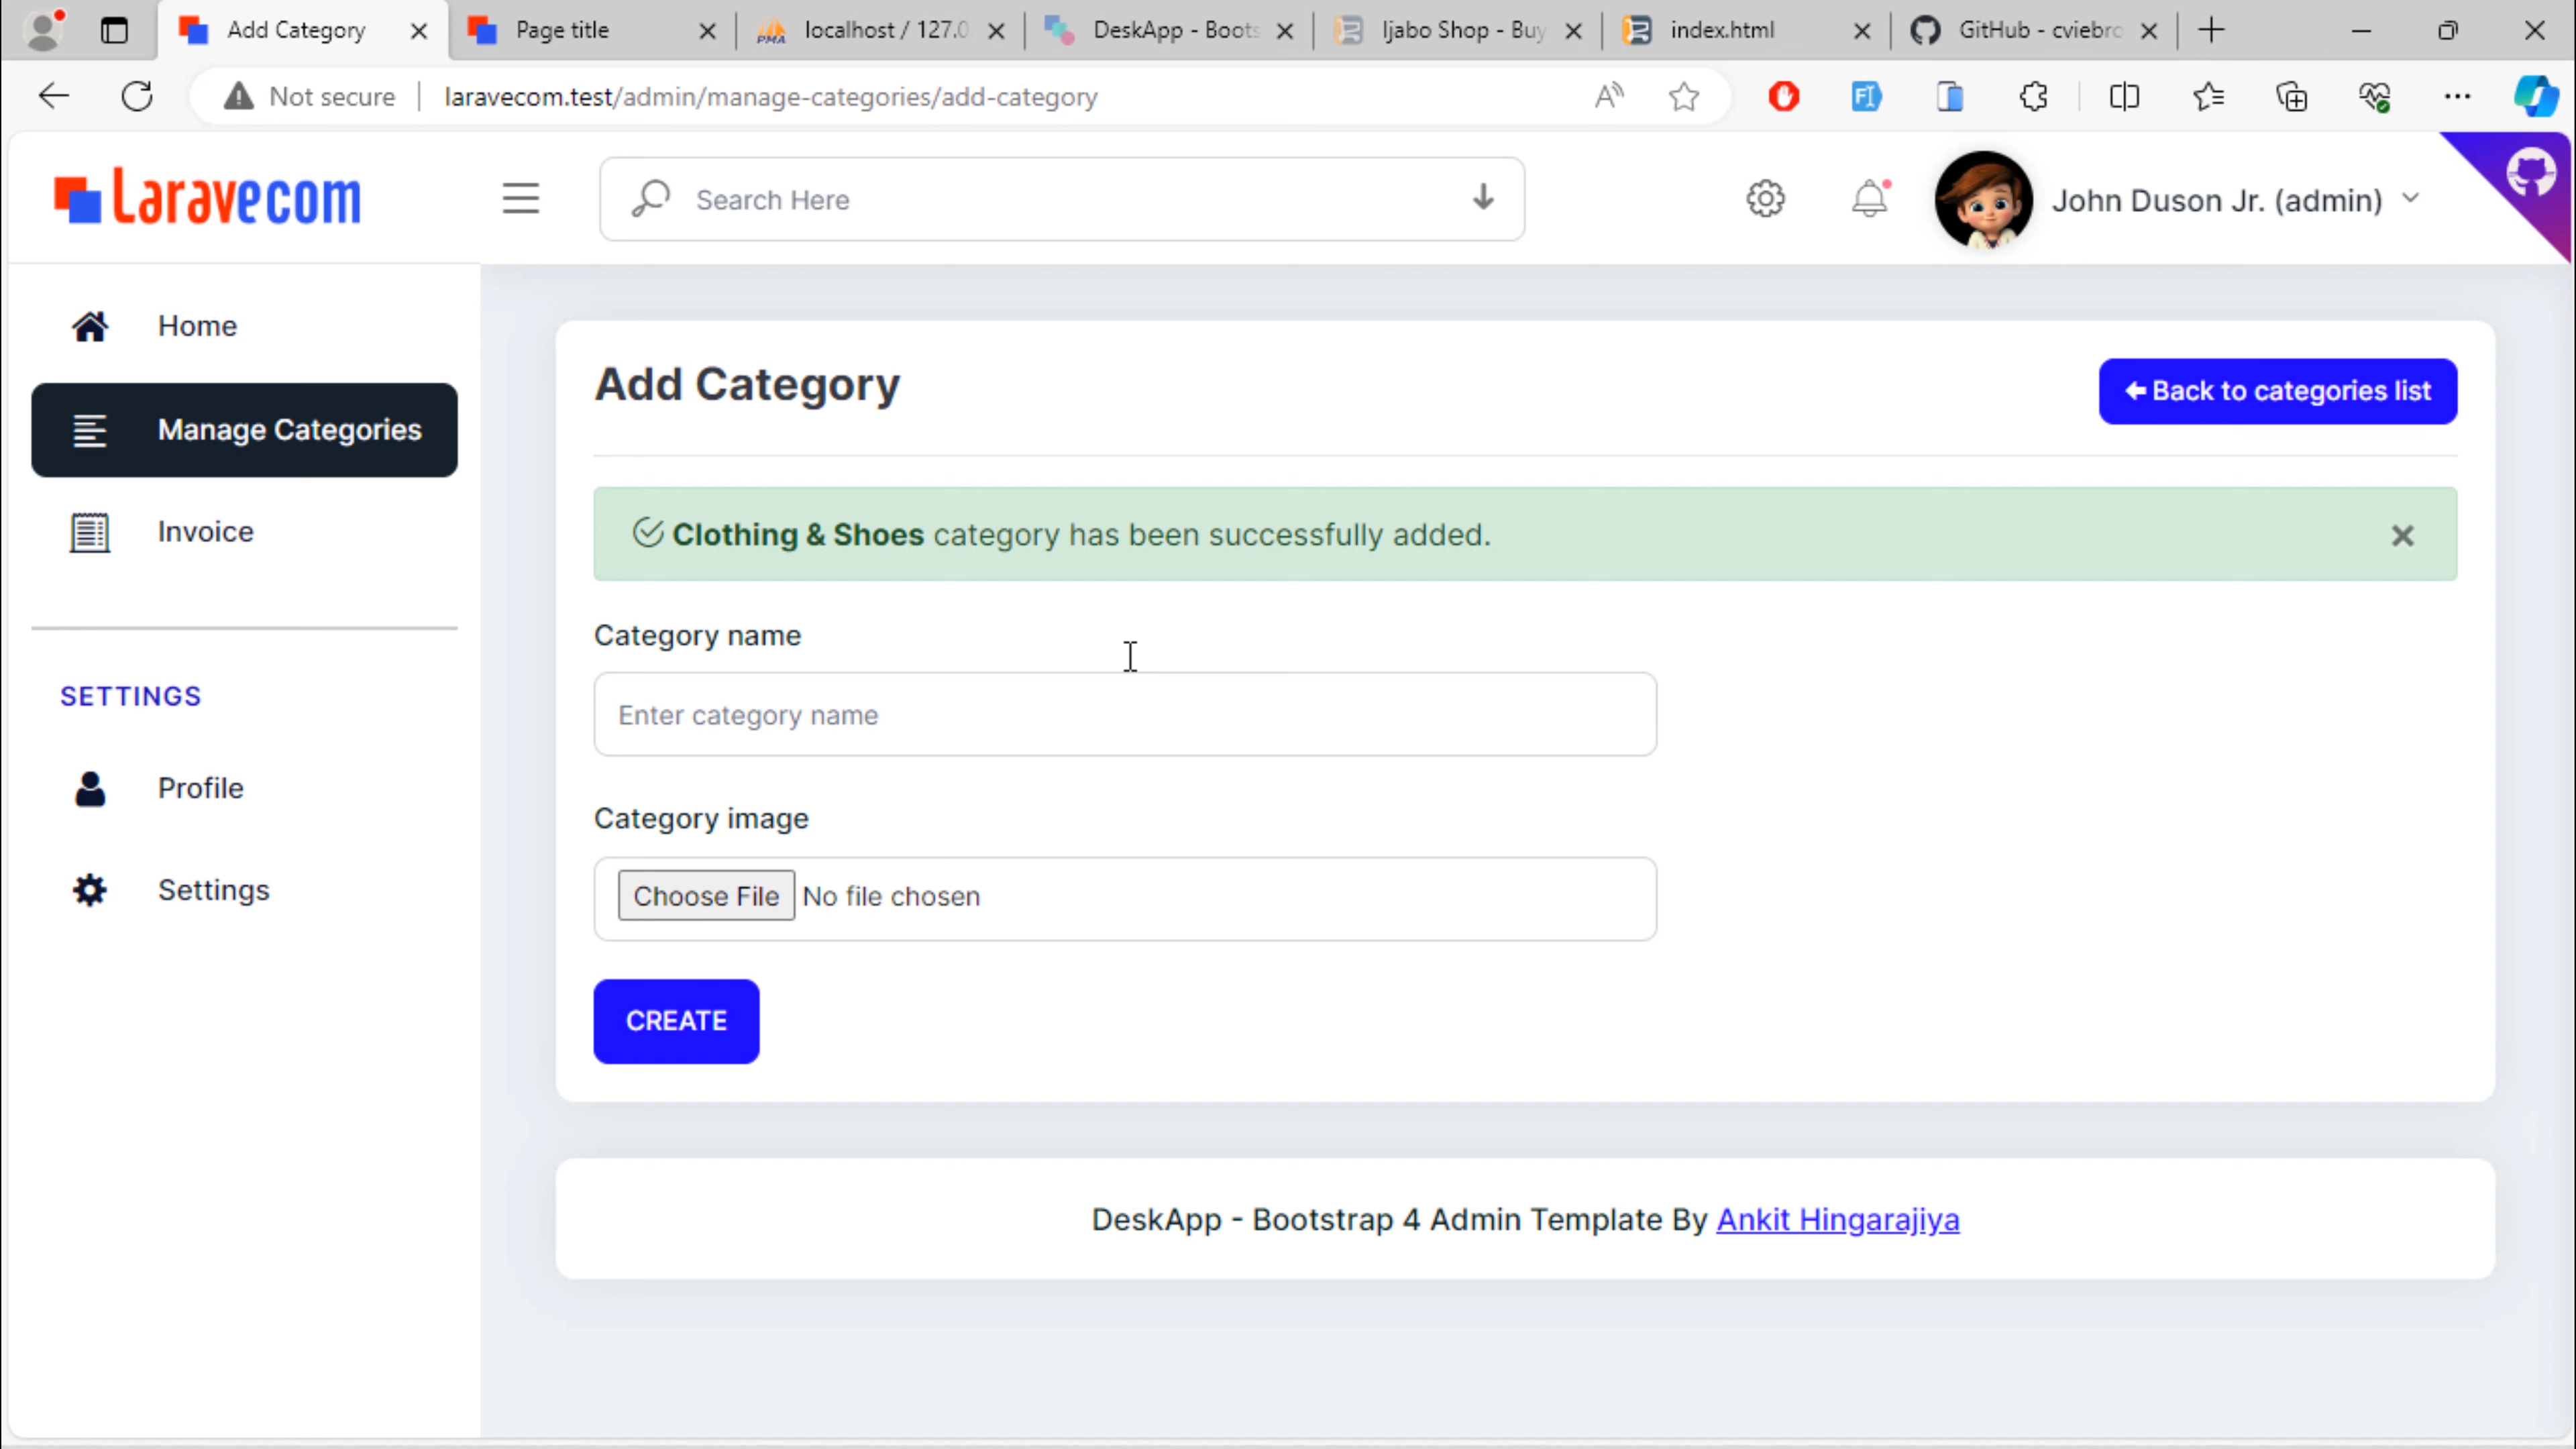 Add Category
Page title
localhost / 127.0
DeskApp - Boots
Ijabo Shop - Buy
index.html
GitHub - cviebro
Not secure
laravecom.test/admin/manage-categories/add-category
Laravecom
Search Here
John Duson Jr. (admin)
Home
Manage Categories
Invoice
SETTINGS
Profile
Settings
Add Category
Back to categories list
Clothing & Shoes category has been successfully added.
Category name
Enter category name
Category image
Choose File No file chosen
CREATE
DeskApp - Bootstrap 4 Admin Template By Ankit Hingarajiya